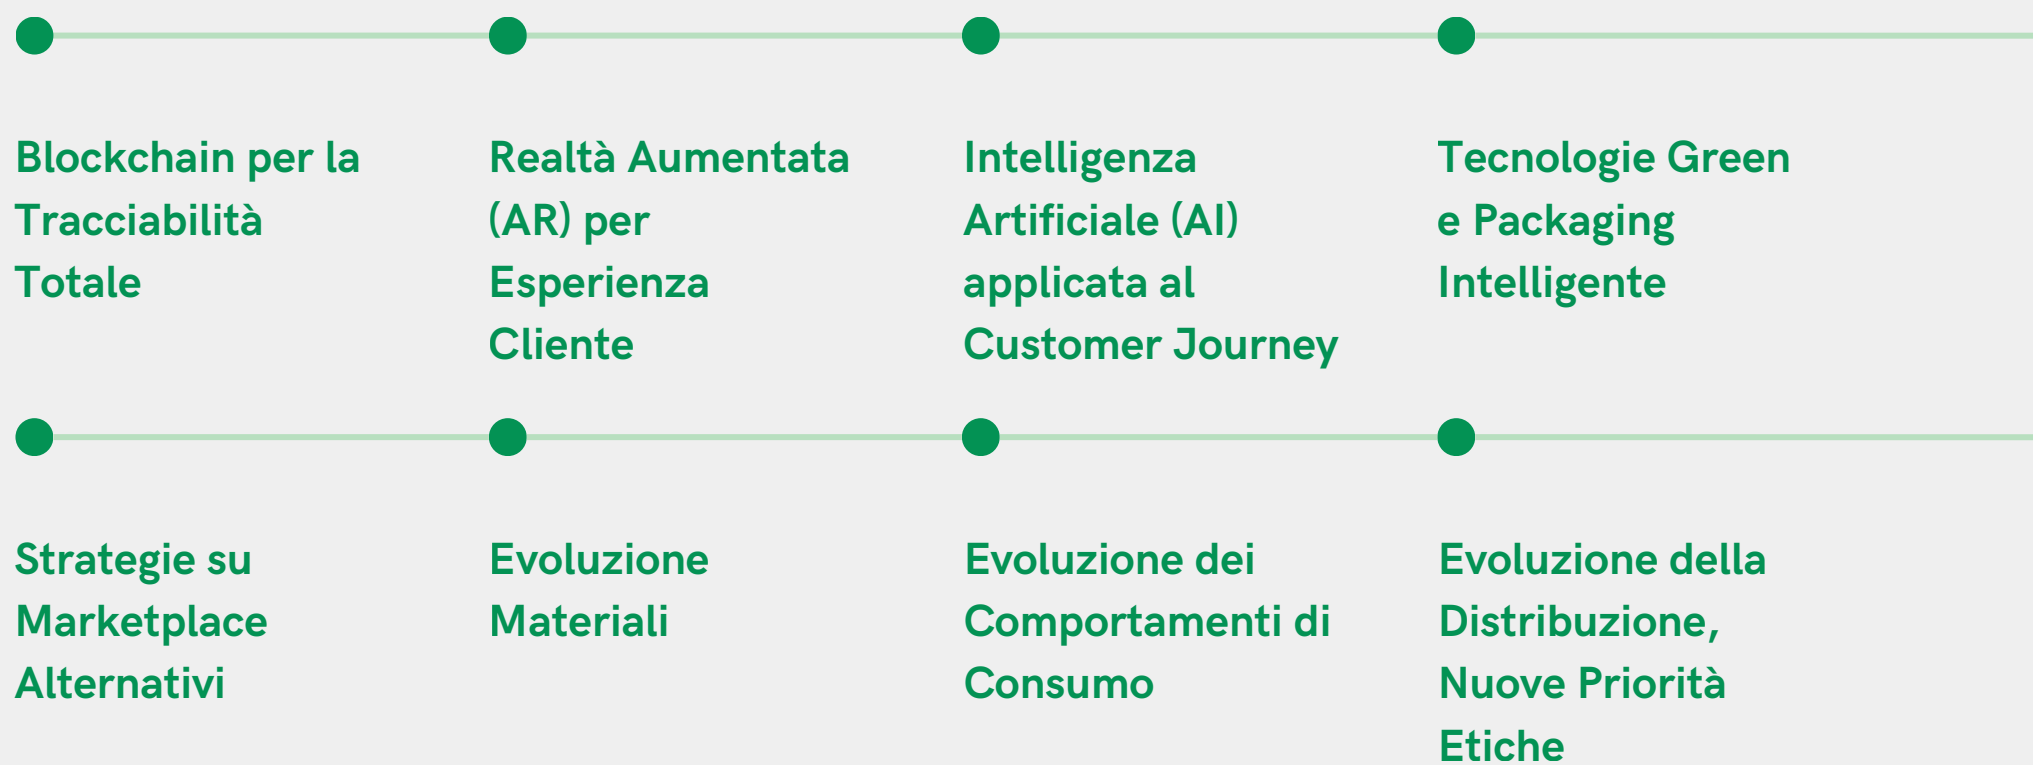 Blockchain per la
Tracciabilità
Totale
Realtà Aumentata
(AR) per
Esperienza
Cliente
Intelligenza
Artificiale (AI)
applicata al
Customer Journey
Tecnologie Green
e Packaging
Intelligente
Strategie su
Marketplace
Alternativi
Evoluzione
Materiali
Evoluzione dei
Comportamenti di
Consumo
Evoluzione della
Distribuzione,
Nuove Priorità
Etiche